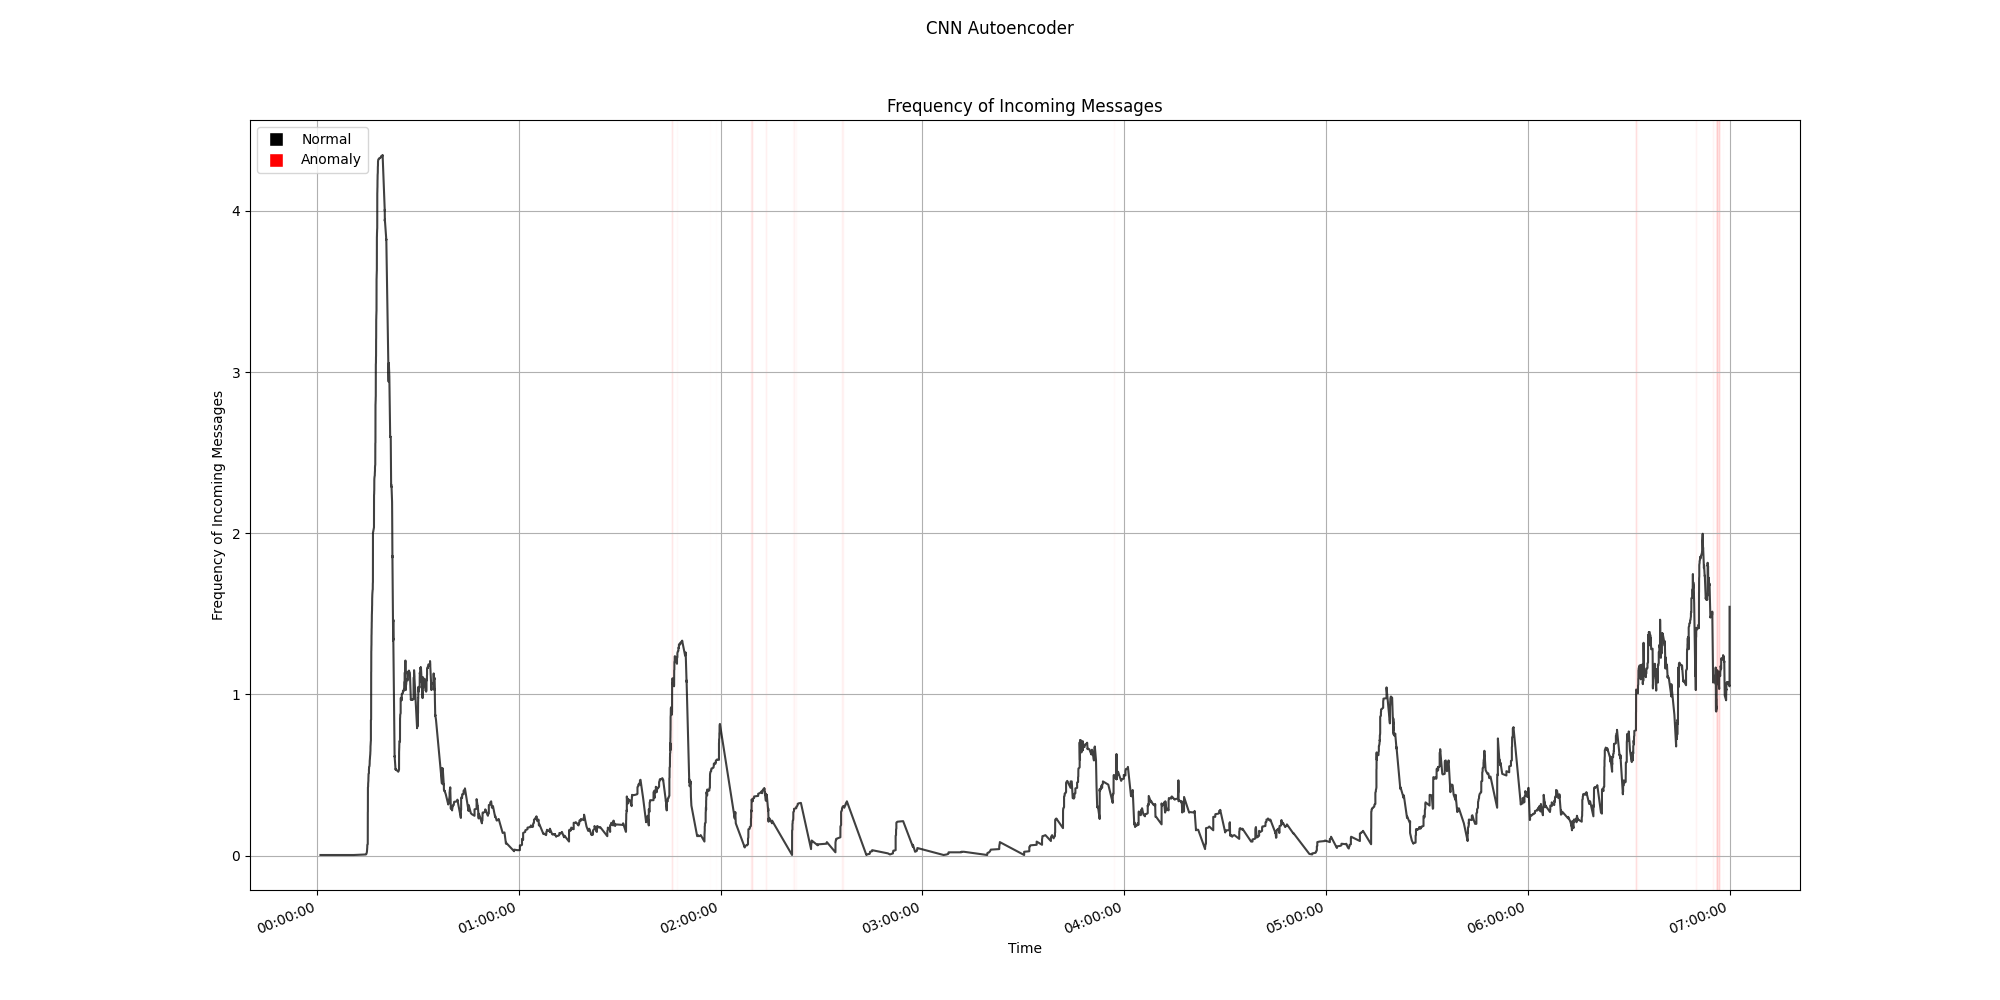 CNN Autoencoder
Frequency of Incoming Messages
Normal
Anomaly
Frequency of Incoming Messages
4
3
2
1
0
00:00:00
01:00:00
02:00:00
03:00:00
04:00:00
05:00:00
06:00:00
07:00:00
Time